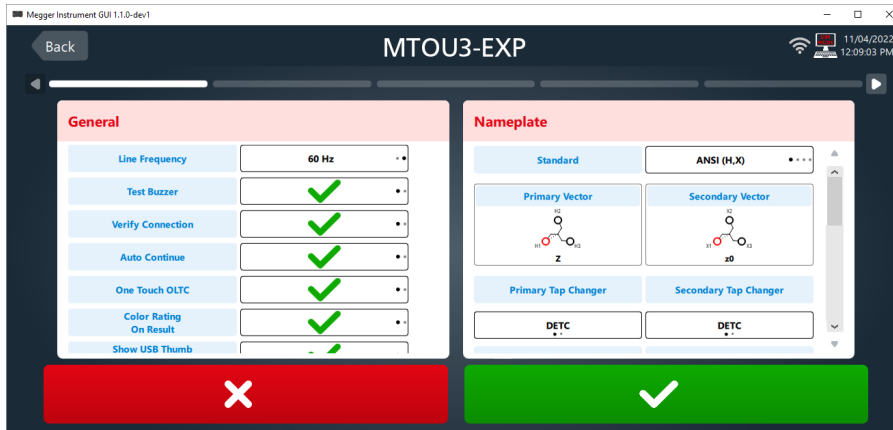 Megger Instrument GUI 1.1.0-dev1
Back
MTOU3-EXP
11/04/2022
12:09:03 PM
General
Line Frequency
60 Hz
Test Buzzer
Verify Connection
Auto Continue
One Touch OLTC
Color Rating
On Result
Show USB Thumb
Nameplate
Standard
ANSI (H,X)
Primary Vector
Secondary Vector
H2
H1
H3
Z
X2
X1
X3
z0
Primary Tap Changer
Secondary Tap Changer
DETC
DETC